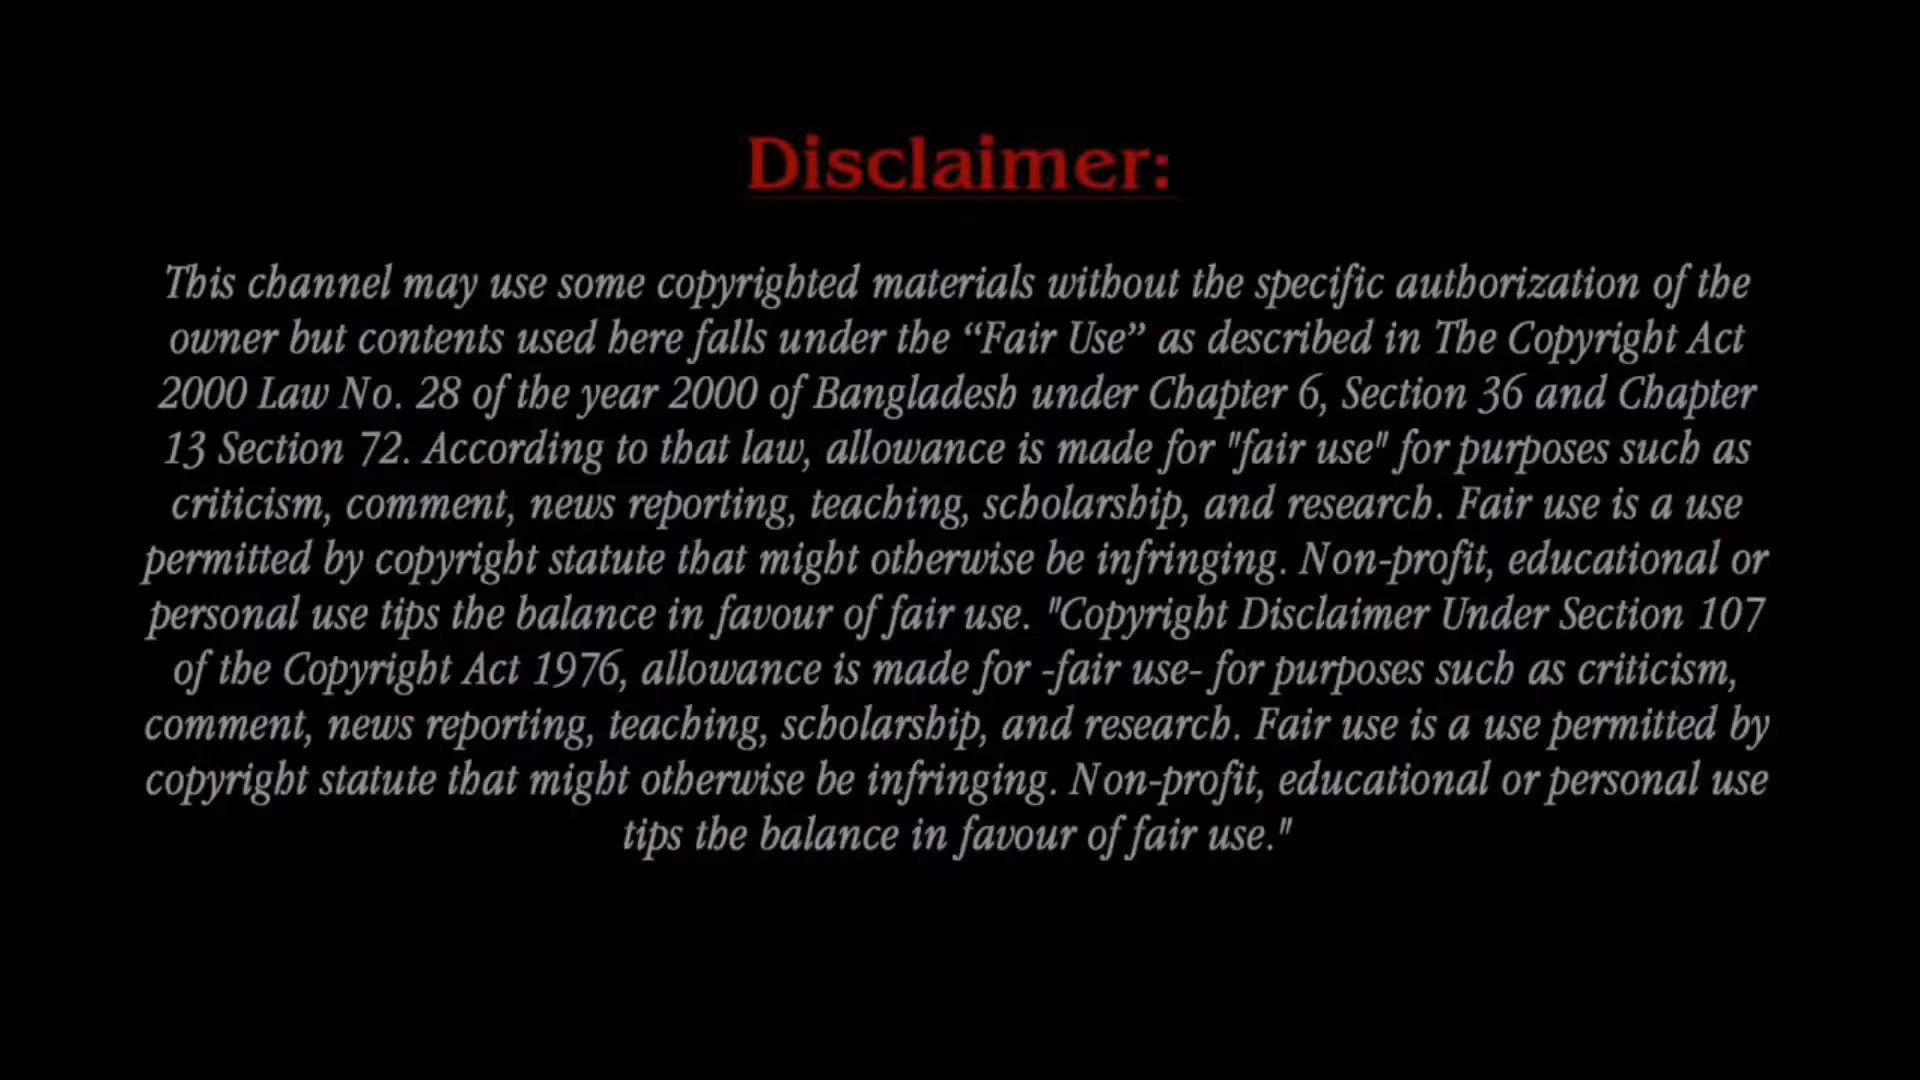 Disclaimer:
This channel may use some copyrighted materials without the specific authorization of the
owner but contents used here falls under the “Fair Use” as described in The Copyright Act
2000 Law No. 28 of the year 2000 of Bangladesh under Chapter 6, Section 36 and Chapter
13 Section 72. According to that law, allowance is made for "fair use" for purposes such as
criticism, comment, news reporting, teaching, scholarship, and research. Fair use is a use
permitted by copyright statute that might otherwise be infringing. Non-profit, educational or
personal use tips the balance in favour of fair use. "Copyright Disclaimer Under Section 107
of the Copyright Act 1976, allowance is made for -fair use- for purposes such as criticism,
comment, news reporting, teaching, scholarship, and research. Fair use is a use permitted by
copyright statute that might otherwise be infringing. Non-profit, educational or personal use
tips the balance in favour of fair use."